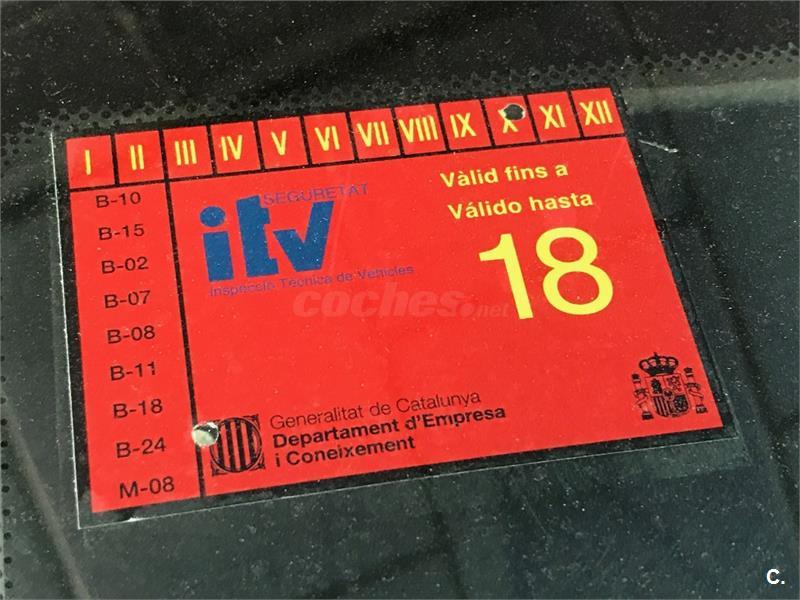 I II III IV V VI VII VIII IX X XI XII
B-10
B-15
B-02
B-07
B-08
B-11
B-18
B-24
M-08
SEGURETAT
itv
Inspecció Tècnica de Vehicles
Vàlid fins a
Válido hasta
18
coches.net
Generalitat de Catalunya
Departament d'Empresa
i Coneixement
C.